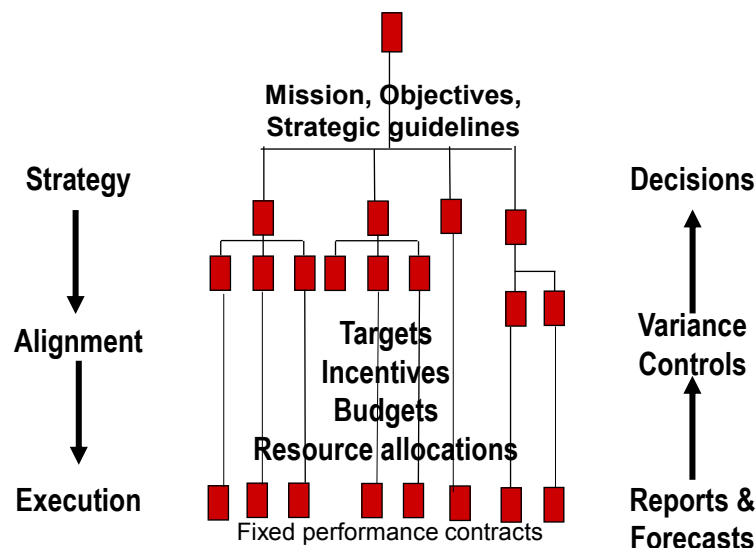 Mission, Objectives,
Strategic guidelines
Strategy
Decisions
Alignment
Targets
Incentives
Budgets
Resource allocations
Variance
Controls
Execution
Reports &
Forecasts
Fixed performance contracts